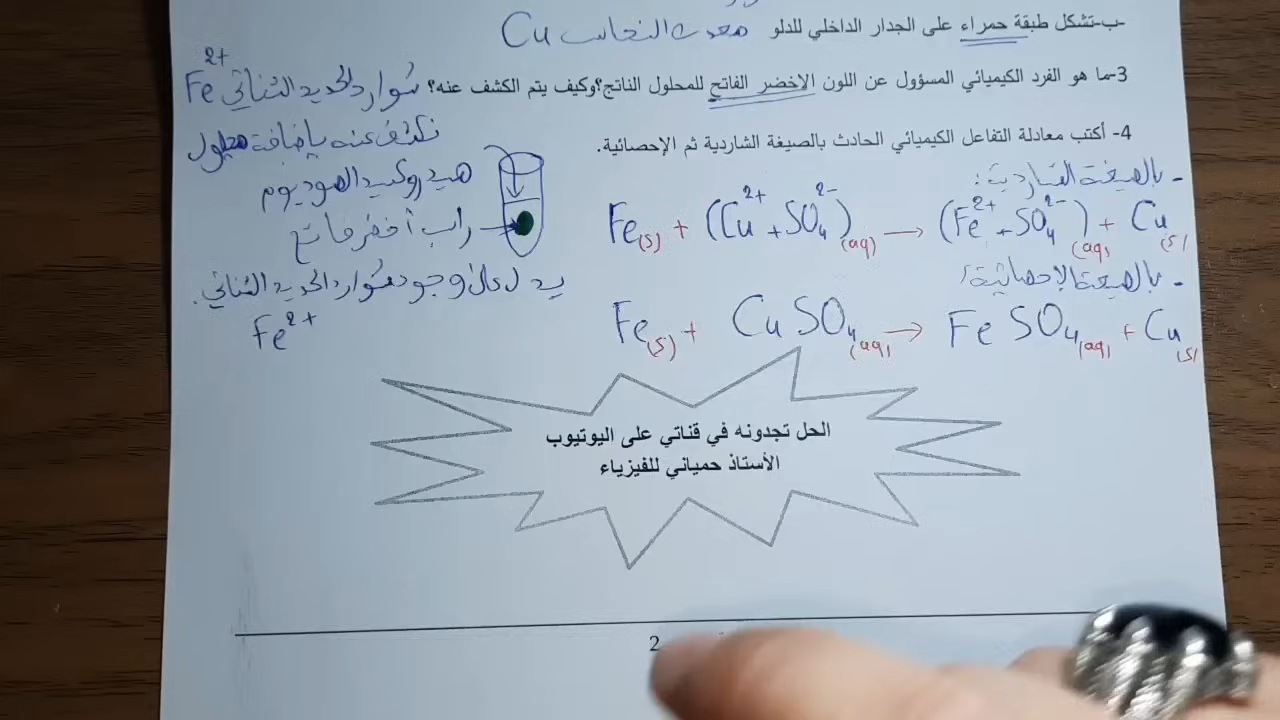 -ب-تشكل طبقة حمراء على الجدار الداخلي للدلو معدن النحاس Cu
3-ما هو الفرد الكيميائي المسؤول عن اللون الاخضر الفاتح للمحلول الناتج؟وكيف يتم الكشف عنه؟ شوارد الحديد الثنائي Fe2+
نكشف عنه بإضافة محلول
هيدروكسيد الصوديوم
راسب أخضر فاتح
يدل على وجود شوارد الحديد الثنائي.
Fe2+
4- أكتب معادلة التفاعل الكيميائي الحادث بالصيغة الشاردية ثم الإحصائية.
- بالصيغة الشاردية:
Fe(s) + (Cu2+ + SO4 2-)(aq) → (Fe2+ + SO4 2-)(aq) + Cu(s)
- بالصيغة الإحصائية:
Fe(s) + CuSO4(aq) → FeSO4(aq) + Cu(s)
الحل تجدونه في قناتي على اليوتيوب
الأستاذ حمياني للفيزياء
2